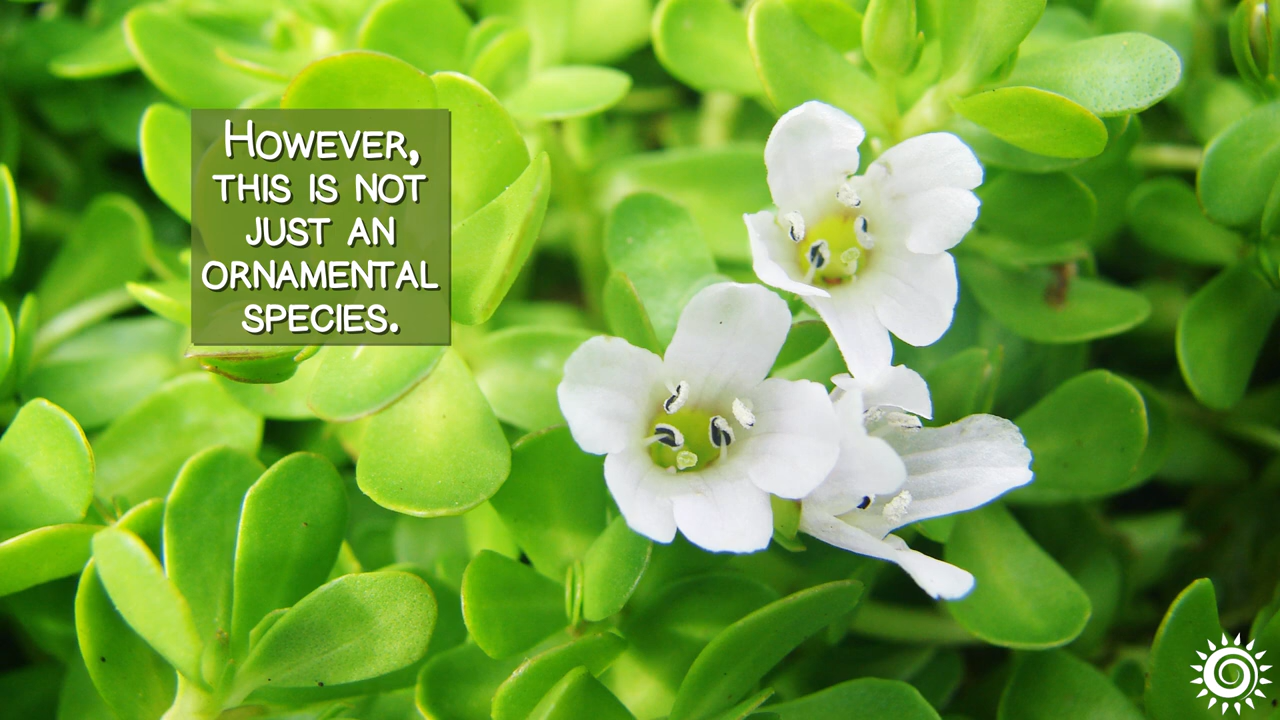 However,
this is not
just an
ornamental
species.